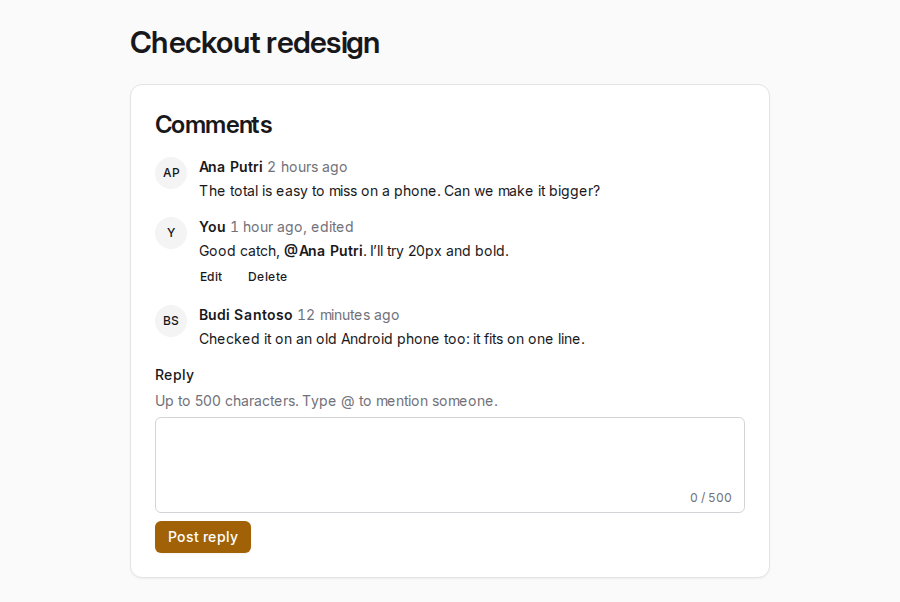 Checkout redesign
Comments
AP
Ana Putri 2 hours ago
The total is easy to miss on a phone. Can we make it bigger?
Y
You 1 hour ago, edited
Good catch, @Ana Putri. I’ll try 20px and bold.
Edit Delete
BS
Budi Santoso 12 minutes ago
Checked it on an old Android phone too: it fits on one line.
Reply
Up to 500 characters. Type @ to mention someone.
0 / 500
Post reply